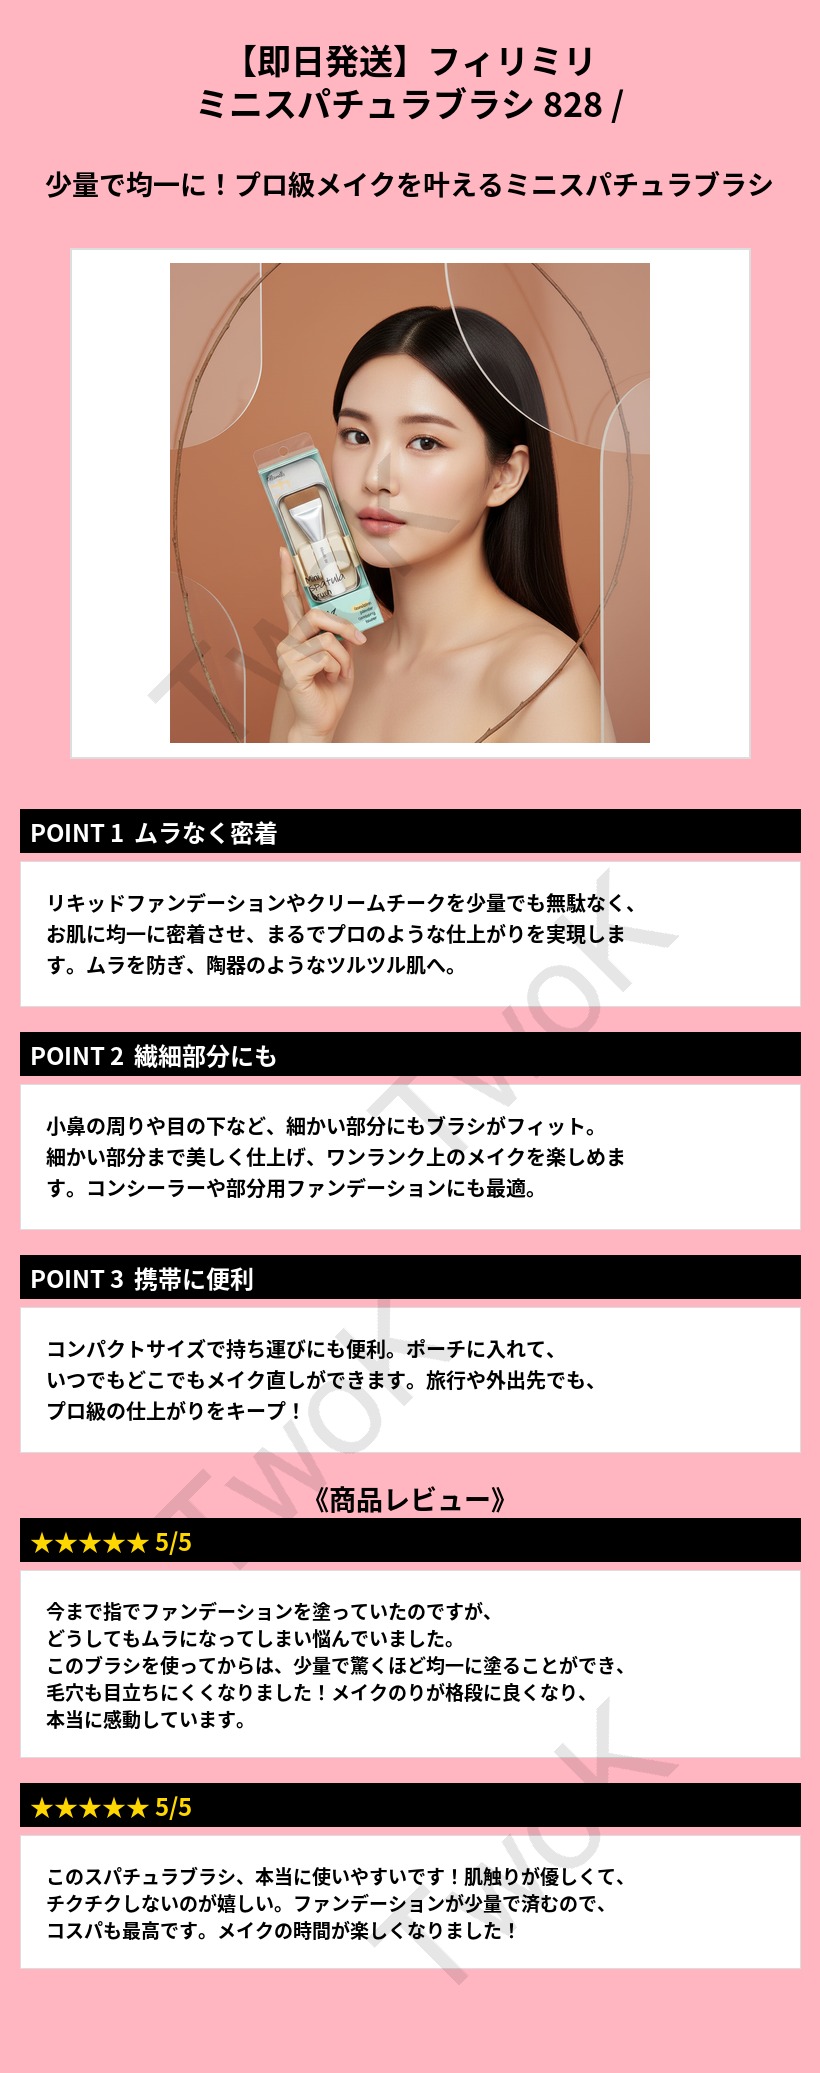 【即日発送】フィリミリ
ミニスパチュラブラシ 828 /
少量で均一に！プロ級メイクを叶えるミニスパチュラブラシ
Mini
Spatula
Brush
TwoK
POINT 1 ムラなく密着
リキッドファンデーションやクリームチークを少量でも無駄なく、
お肌に均一に密着させ、まるでプロのような仕上がりを実現しま
す。ムラを防ぎ、陶器のようなツルツル肌へ。
TwoK
POINT 2 繊細部分にも
小鼻の周りや目の下など、細かい部分にもブラシがフィット。
細かい部分まで美しく仕上げ、ワンランク上のメイクを楽しめま
す。コンシーラーや部分用ファンデーションにも最適。
POINT 3 携帯に便利
コンパクトサイズで持ち運びにも便利。ポーチに入れて、
いつでもどこでもメイク直しができます。旅行や外出先でも、
プロ級の仕上がりをキープ！
TwoK
《商品レビュー》
★★★★★ 5/5
今まで指でファンデーションを塗っていたのですが、
どうしてもムラになってしまい悩んでいました。
このブラシを使ってからは、少量で驚くほど均一に塗ることができ、
毛穴も目立ちにくくなりました！メイクのりが格段に良くなり、
本当に感動しています。
★★★★★ 5/5
このスパチュラブラシ、本当に使いやすいです！肌触りが優しくて、
チクチクしないのが嬉しい。ファンデーションが少量で済むので、
コスパも最高です。メイクの時間が楽しくなりました！
TwoK